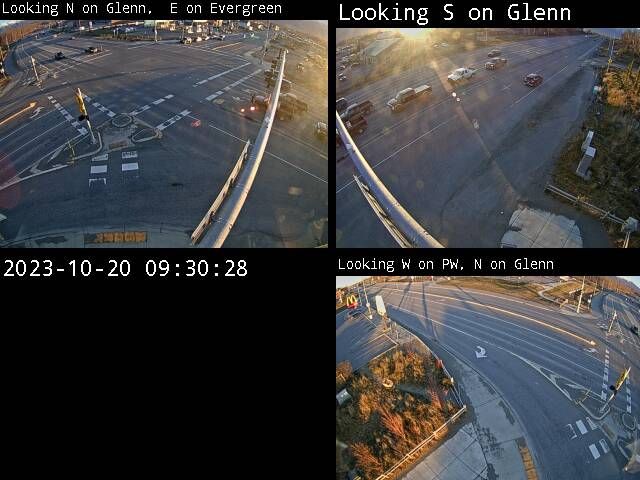 Looking N on Glenn,  E on Evergreen
Looking S on Glenn
2023-10-20 09:30:28
Looking W on PW, N on Glenn